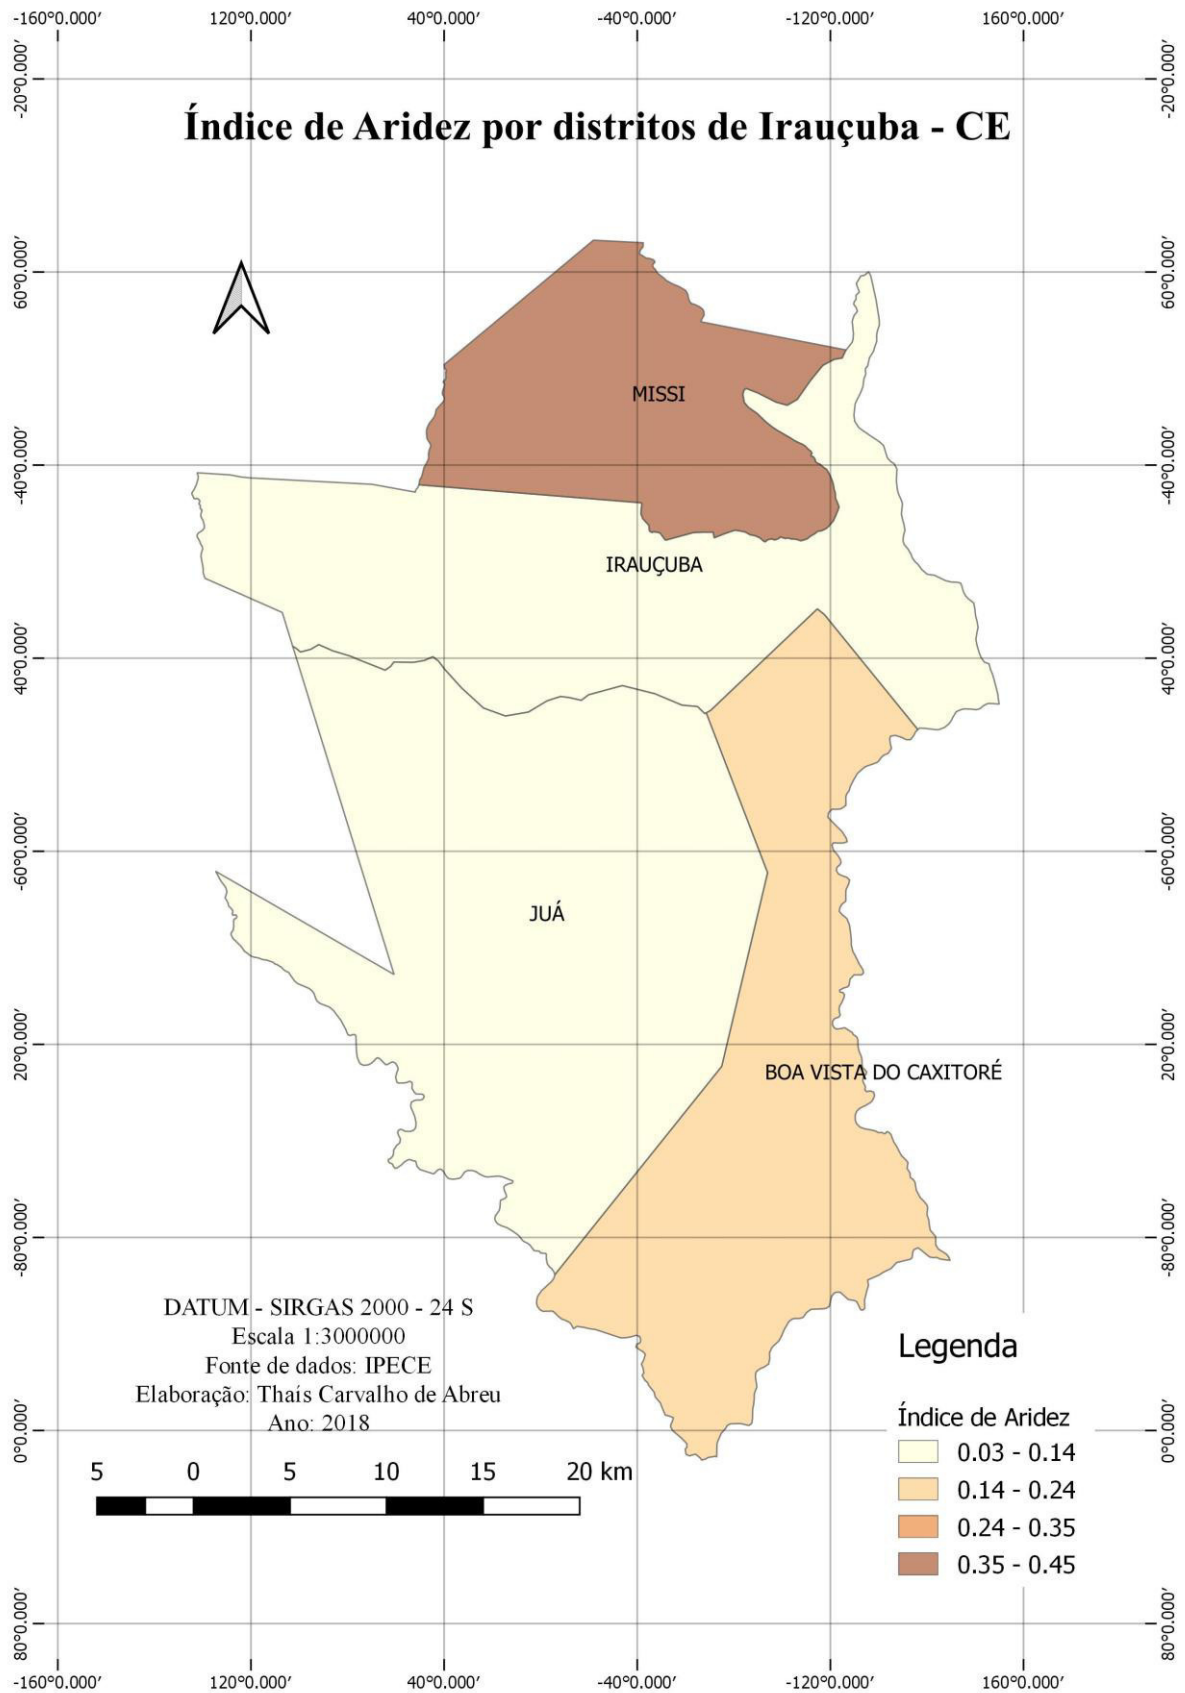 -160°0.000′ 120°0.000′ 40°0.000′ -40°0.000′ -120°0.000′ 160°0.000′
-20°0.000′ -20°0.000′
Índice de Aridez por distritos de Irauçuba - CE
60°0.000′ 60°0.000′
MISSI
-40°0.000′ -40°0.000′
IRAUÇUBA
40°0.000′ 40°0.000′
-60°0.000′ -60°0.000′
JUÁ
20°0.000′ 20°0.000′
BOA VISTA DO CAXITORÉ
-80°0.000′ -80°0.000′
DATUM - SIRGAS 2000 - 24 S
Escala 1:3000000
Fonte de dados: IPECE
Elaboração: Thaís Carvalho de Abreu
Ano: 2018
Legenda
Índice de Aridez
0.03 - 0.14
0.14 - 0.24
0.24 - 0.35
0.35 - 0.45
0°0.000′ 0°0.000′
5 0 5 10 15 20 km
80°0.000′ 80°0.000′
-160°0.000′ 120°0.000′ 40°0.000′ -40°0.000′ -120°0.000′ 160°0.000′